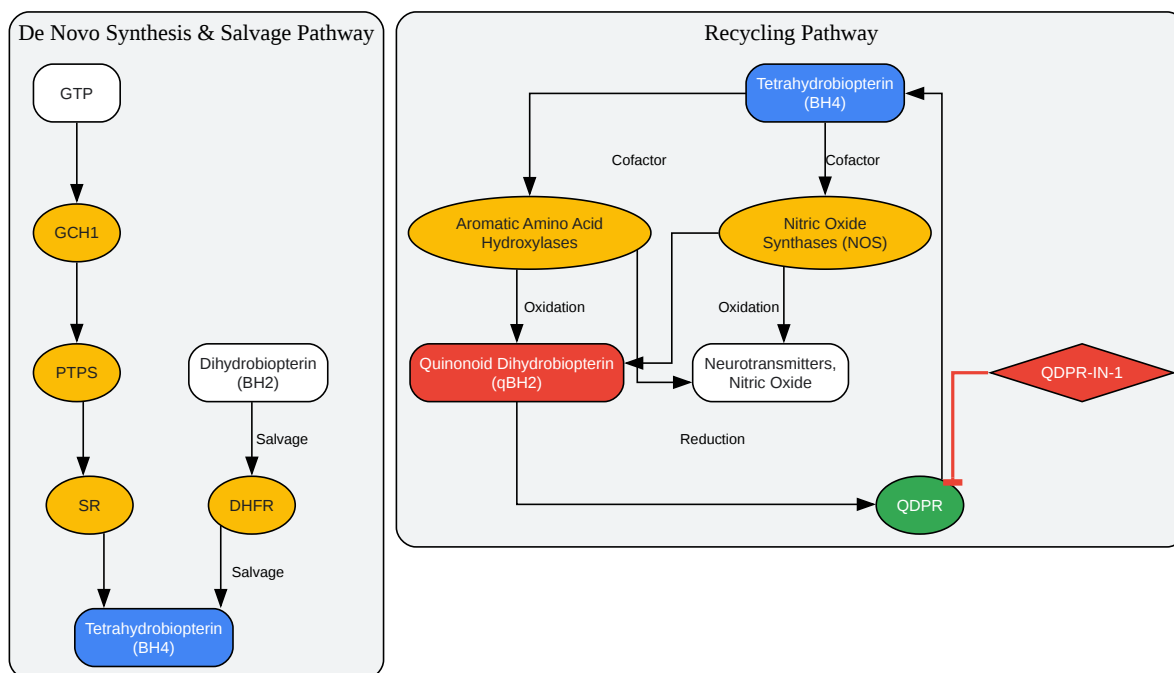 De Novo Synthesis & Salvage Pathway
GTP
GCH1
PTPS
Dihydrobiopterin
(BH2)
Salvage
SR
DHFR
Salvage
Tetrahydrobiopterin
(BH4)
Recycling Pathway
Tetrahydrobiopterin
(BH4)
Cofactor
Cofactor
Aromatic Amino Acid
Hydroxylases
Nitric Oxide
Synthases (NOS)
Oxidation
Oxidation
Quinonoid Dihydrobiopterin
(qBH2)
Neurotransmitters,
Nitric Oxide
QDPR-IN-1
Reduction
QDPR